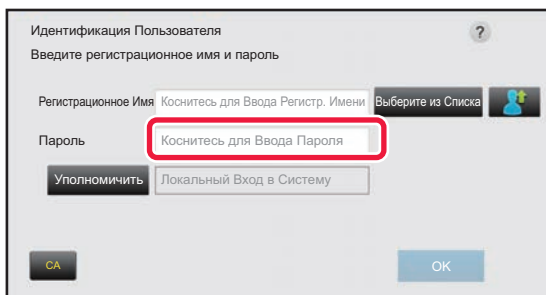 Идентификация Пользователя
?
Введите регистрационное имя и пароль
Регистрационное Имя Коснитесь для Ввода Регистр. Имени Выберите из Списка
Пароль Коснитесь для Ввода Пароля
Уполномичить Локальный Вход в Систему
CA OK